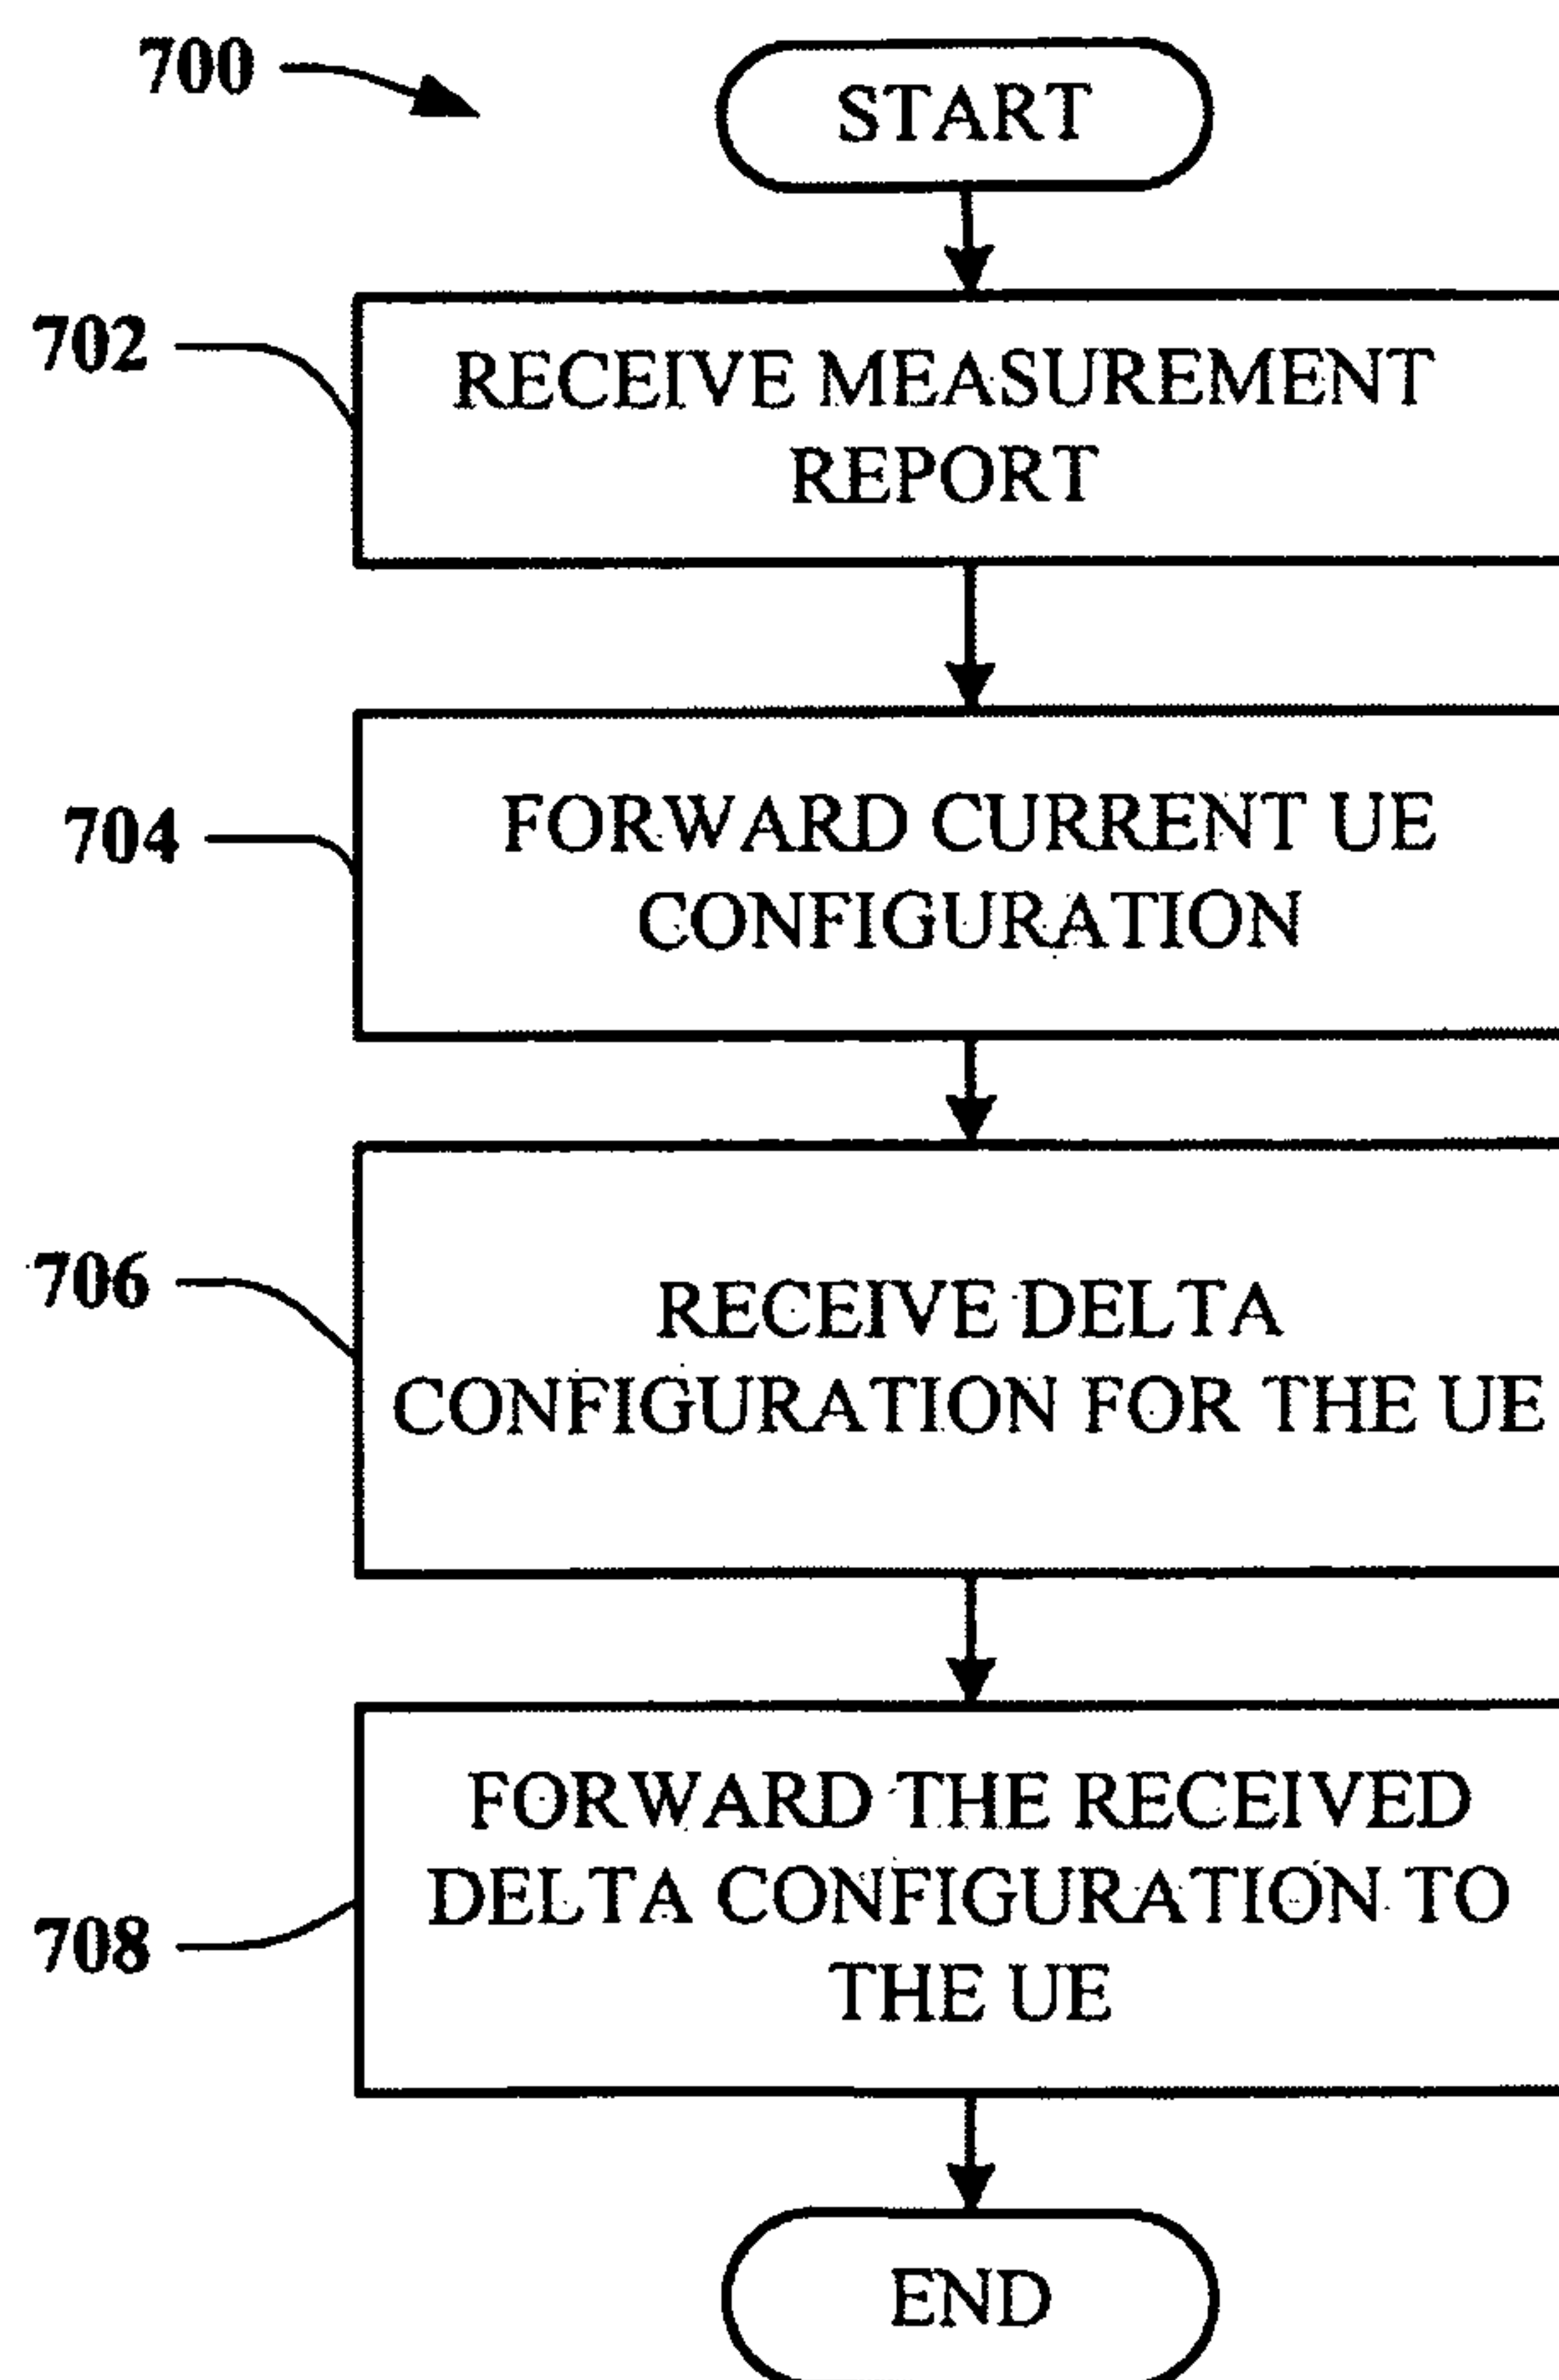 700
START
702
RECEIVE MEASUREMENT
REPORT
704
FORWARD CURRENT UE
CONFIGURATION
706
RECEIVE DELTA
CONFIGURATION FOR THE UE
708
FORWARD THE RECEIVED
DELTA CONFIGURATION TO
THE UE
END